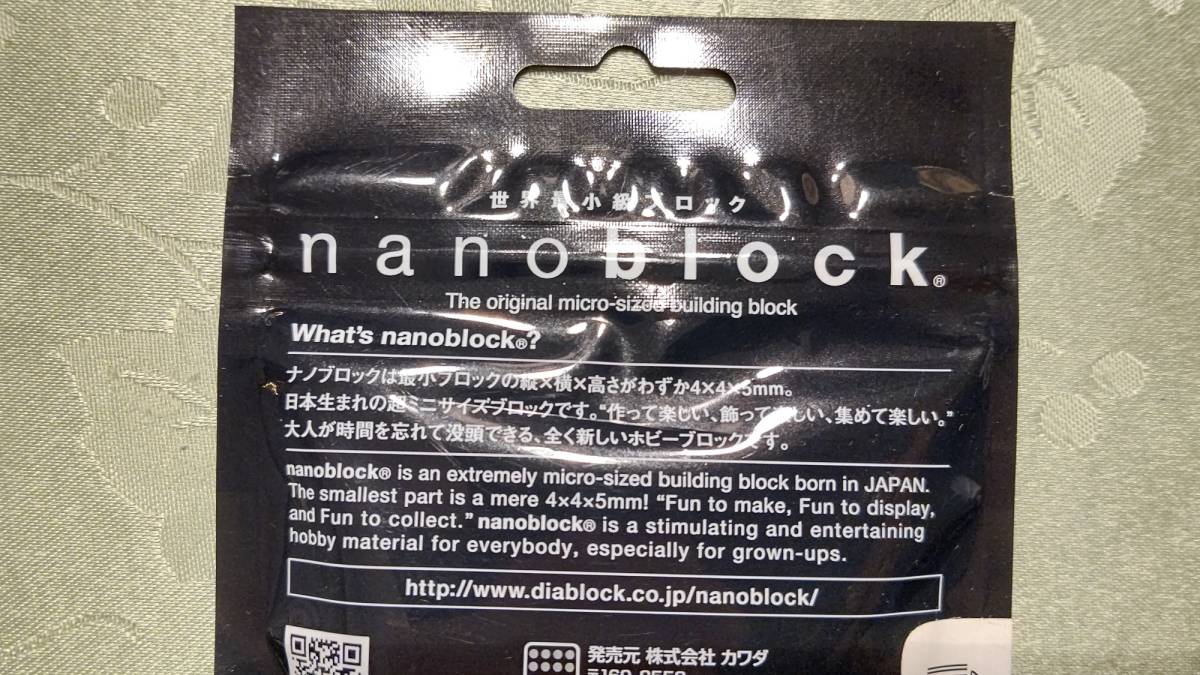 世界最小級ブロック
nanoblock®
The original micro-sized building block
What's nanoblock®?
ナノブロックは最小ブロックの縦×横×高さがわずか4×4×5mm。
日本生まれの超ミニサイズブロックです。“作って楽しい、飾って楽しい、集めて楽しい。”
大人が時間を忘れて没頭できる、全く新しいホビーブロックです。
nanoblock® is an extremely micro-sized building block born in JAPAN.
The smallest part is a mere 4×4×5mm! “Fun to make, Fun to display,
and Fun to collect.” nanoblock® is a stimulating and entertaining
hobby material for everybody, especially for grown-ups.
http://www.diablock.co.jp/nanoblock/
発売元 株式会社 カワダ